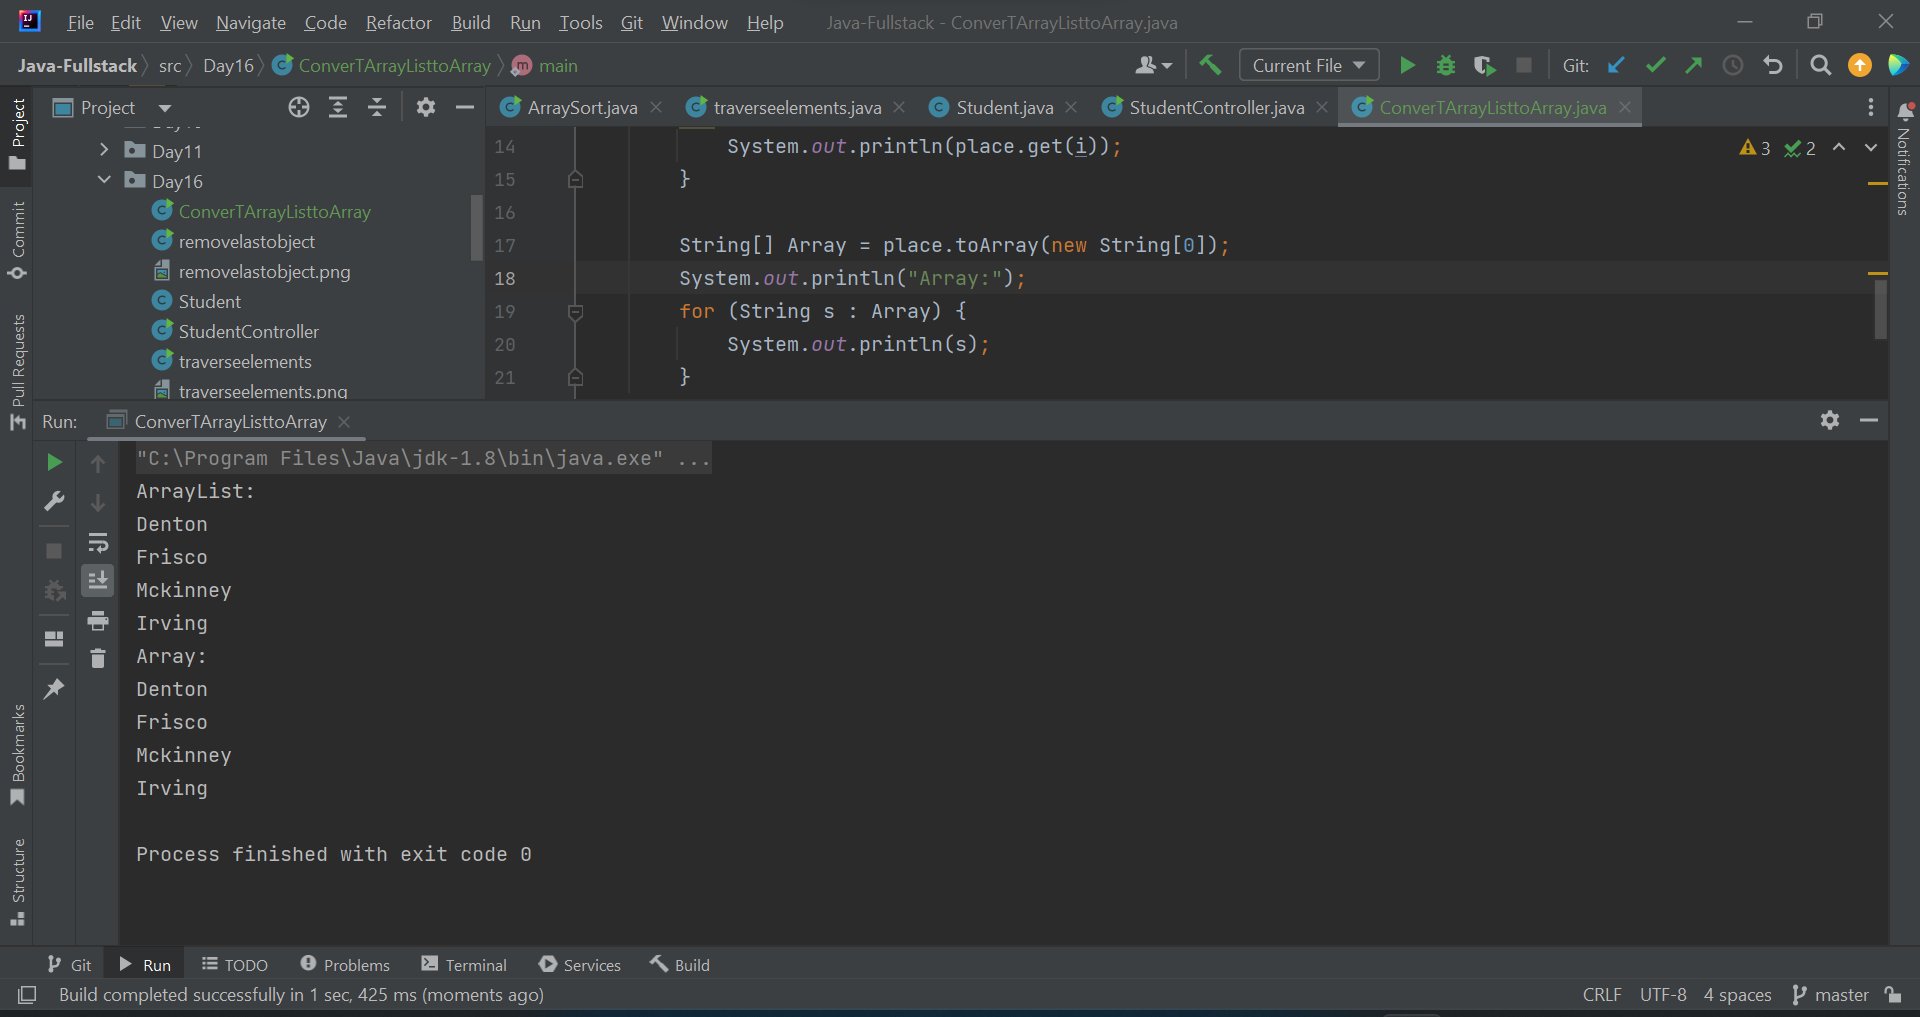 File Edit View Navigate Code Refactor Build Run Tools Git Window Help Java-Fullstack - ConverTArrayListtoArray.java
Java-Fullstack src Day16 ConverTArrayListtoArray main Current File Git:
Project
ArraySort.java traverseelements.java Student.java StudentController.java ConverTArrayListtoArray.java
Project
Commit
Pull Requests
Bookmarks
Structure
Notifications
Day11
Day16
ConverTArrayListtoArray
removelastobject
removelastobject.png
Student
StudentController
traverseelements
traverseelements.png
14 System.out.println(place.get(i));
15 }
16
17 String[] Array = place.toArray(new String[0]);
18 System.out.println("Array:");
19 for (String s : Array) {
20 System.out.println(s);
21 }
3 2
Run: ConverTArrayListtoArray
"C:\Program Files\Java\jdk-1.8\bin\java.exe" ...
ArrayList:
Denton
Frisco
Mckinney
Irving
Array:
Denton
Frisco
Mckinney
Irving
Process finished with exit code 0
Git Run TODO Problems Terminal Services Build
Build completed successfully in 1 sec, 425 ms (moments ago) CRLF UTF-8 4 spaces master